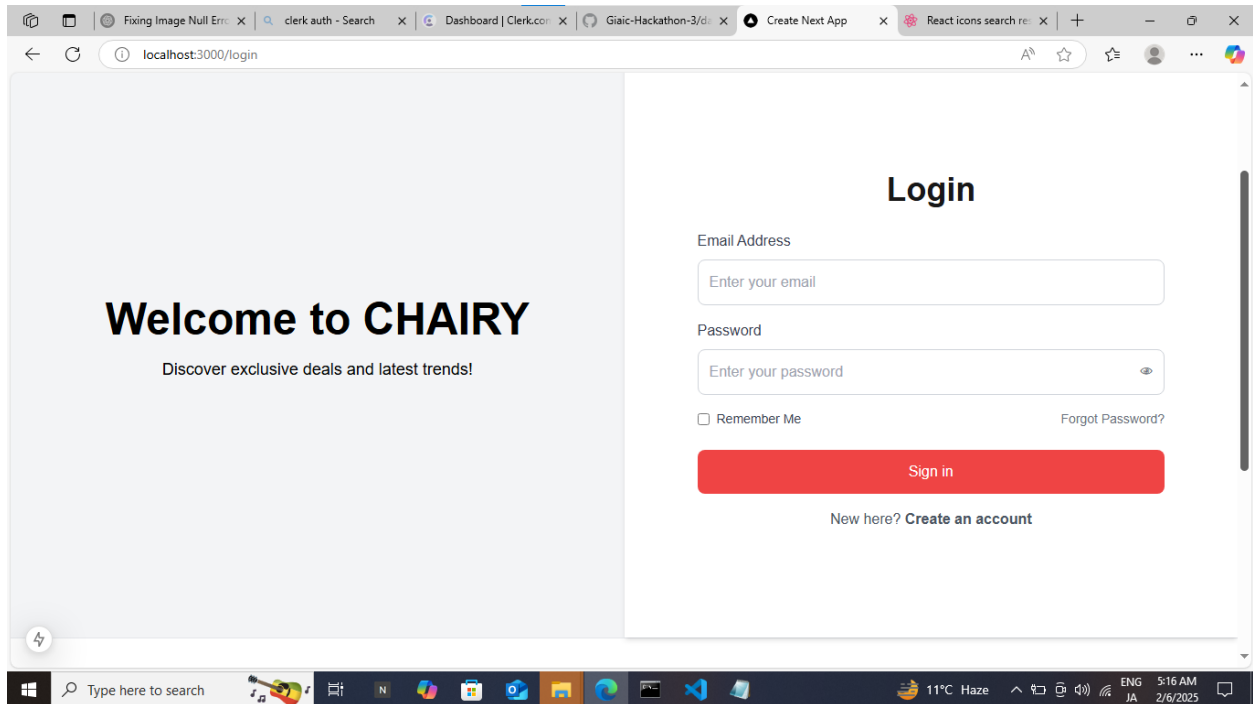 Fixing Image Null Erro
clerk auth - Search
Dashboard | Clerk.com
Giaic-Hackathon-3/da
Create Next App
React icons search re
localhost:3000/login
Login
Email Address
Enter your email
Welcome to CHAIRY
Password
Discover exclusive deals and latest trends!
Enter your password
Remember Me
Forgot Password?
Sign in
New here? Create an account
Type here to search
11°C Haze
ENG
JA
5:16 AM
2/6/2025